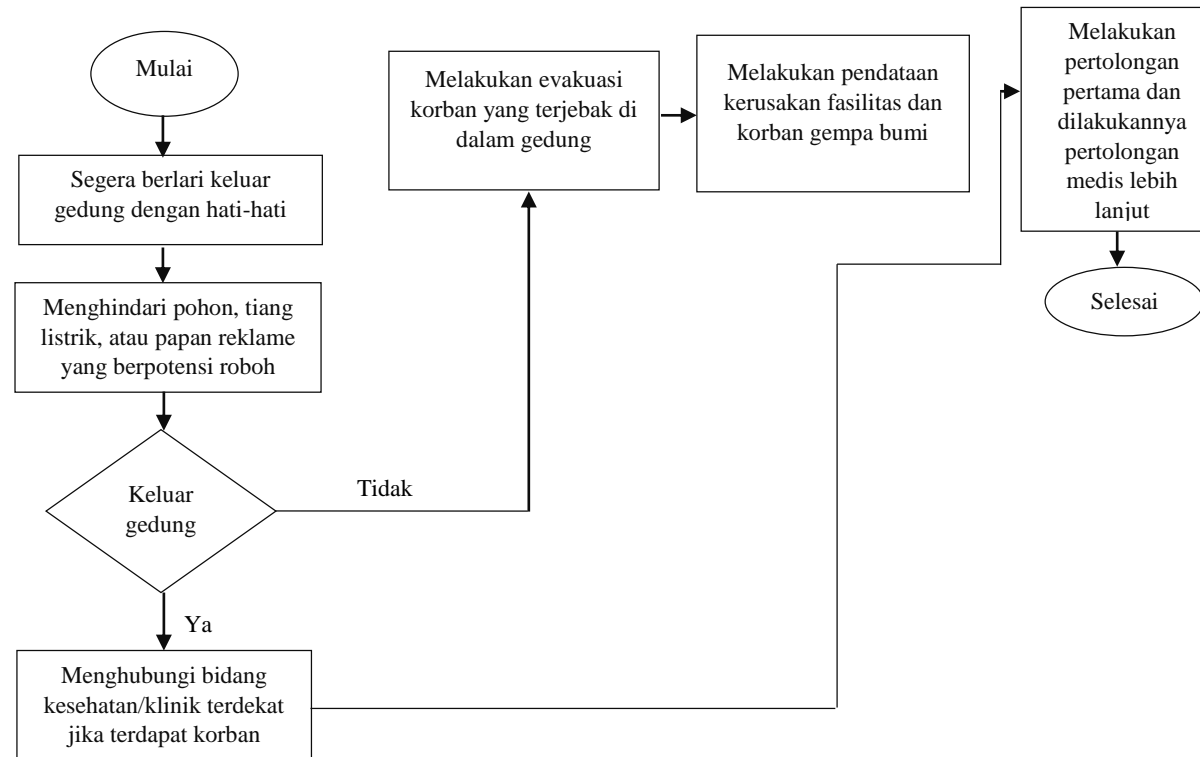 Mulai
Segera berlari keluar
gedung dengan hati-hati
Menghindari pohon, tiang
listrik, atau papan reklame
yang berpotensi roboh
Keluar
gedung
Tidak
Ya
Menghubungi bidang
kesehatan/klinik terdekat
jika terdapat korban
Melakukan evakuasi
korban yang terjebak di
dalam gedung
Melakukan pendataan
kerusakan fasilitas dan
korban gempa bumi
Melakukan
pertolongan
pertama dan
dilakukannya
pertolongan
medis lebih
lanjut
Selesai